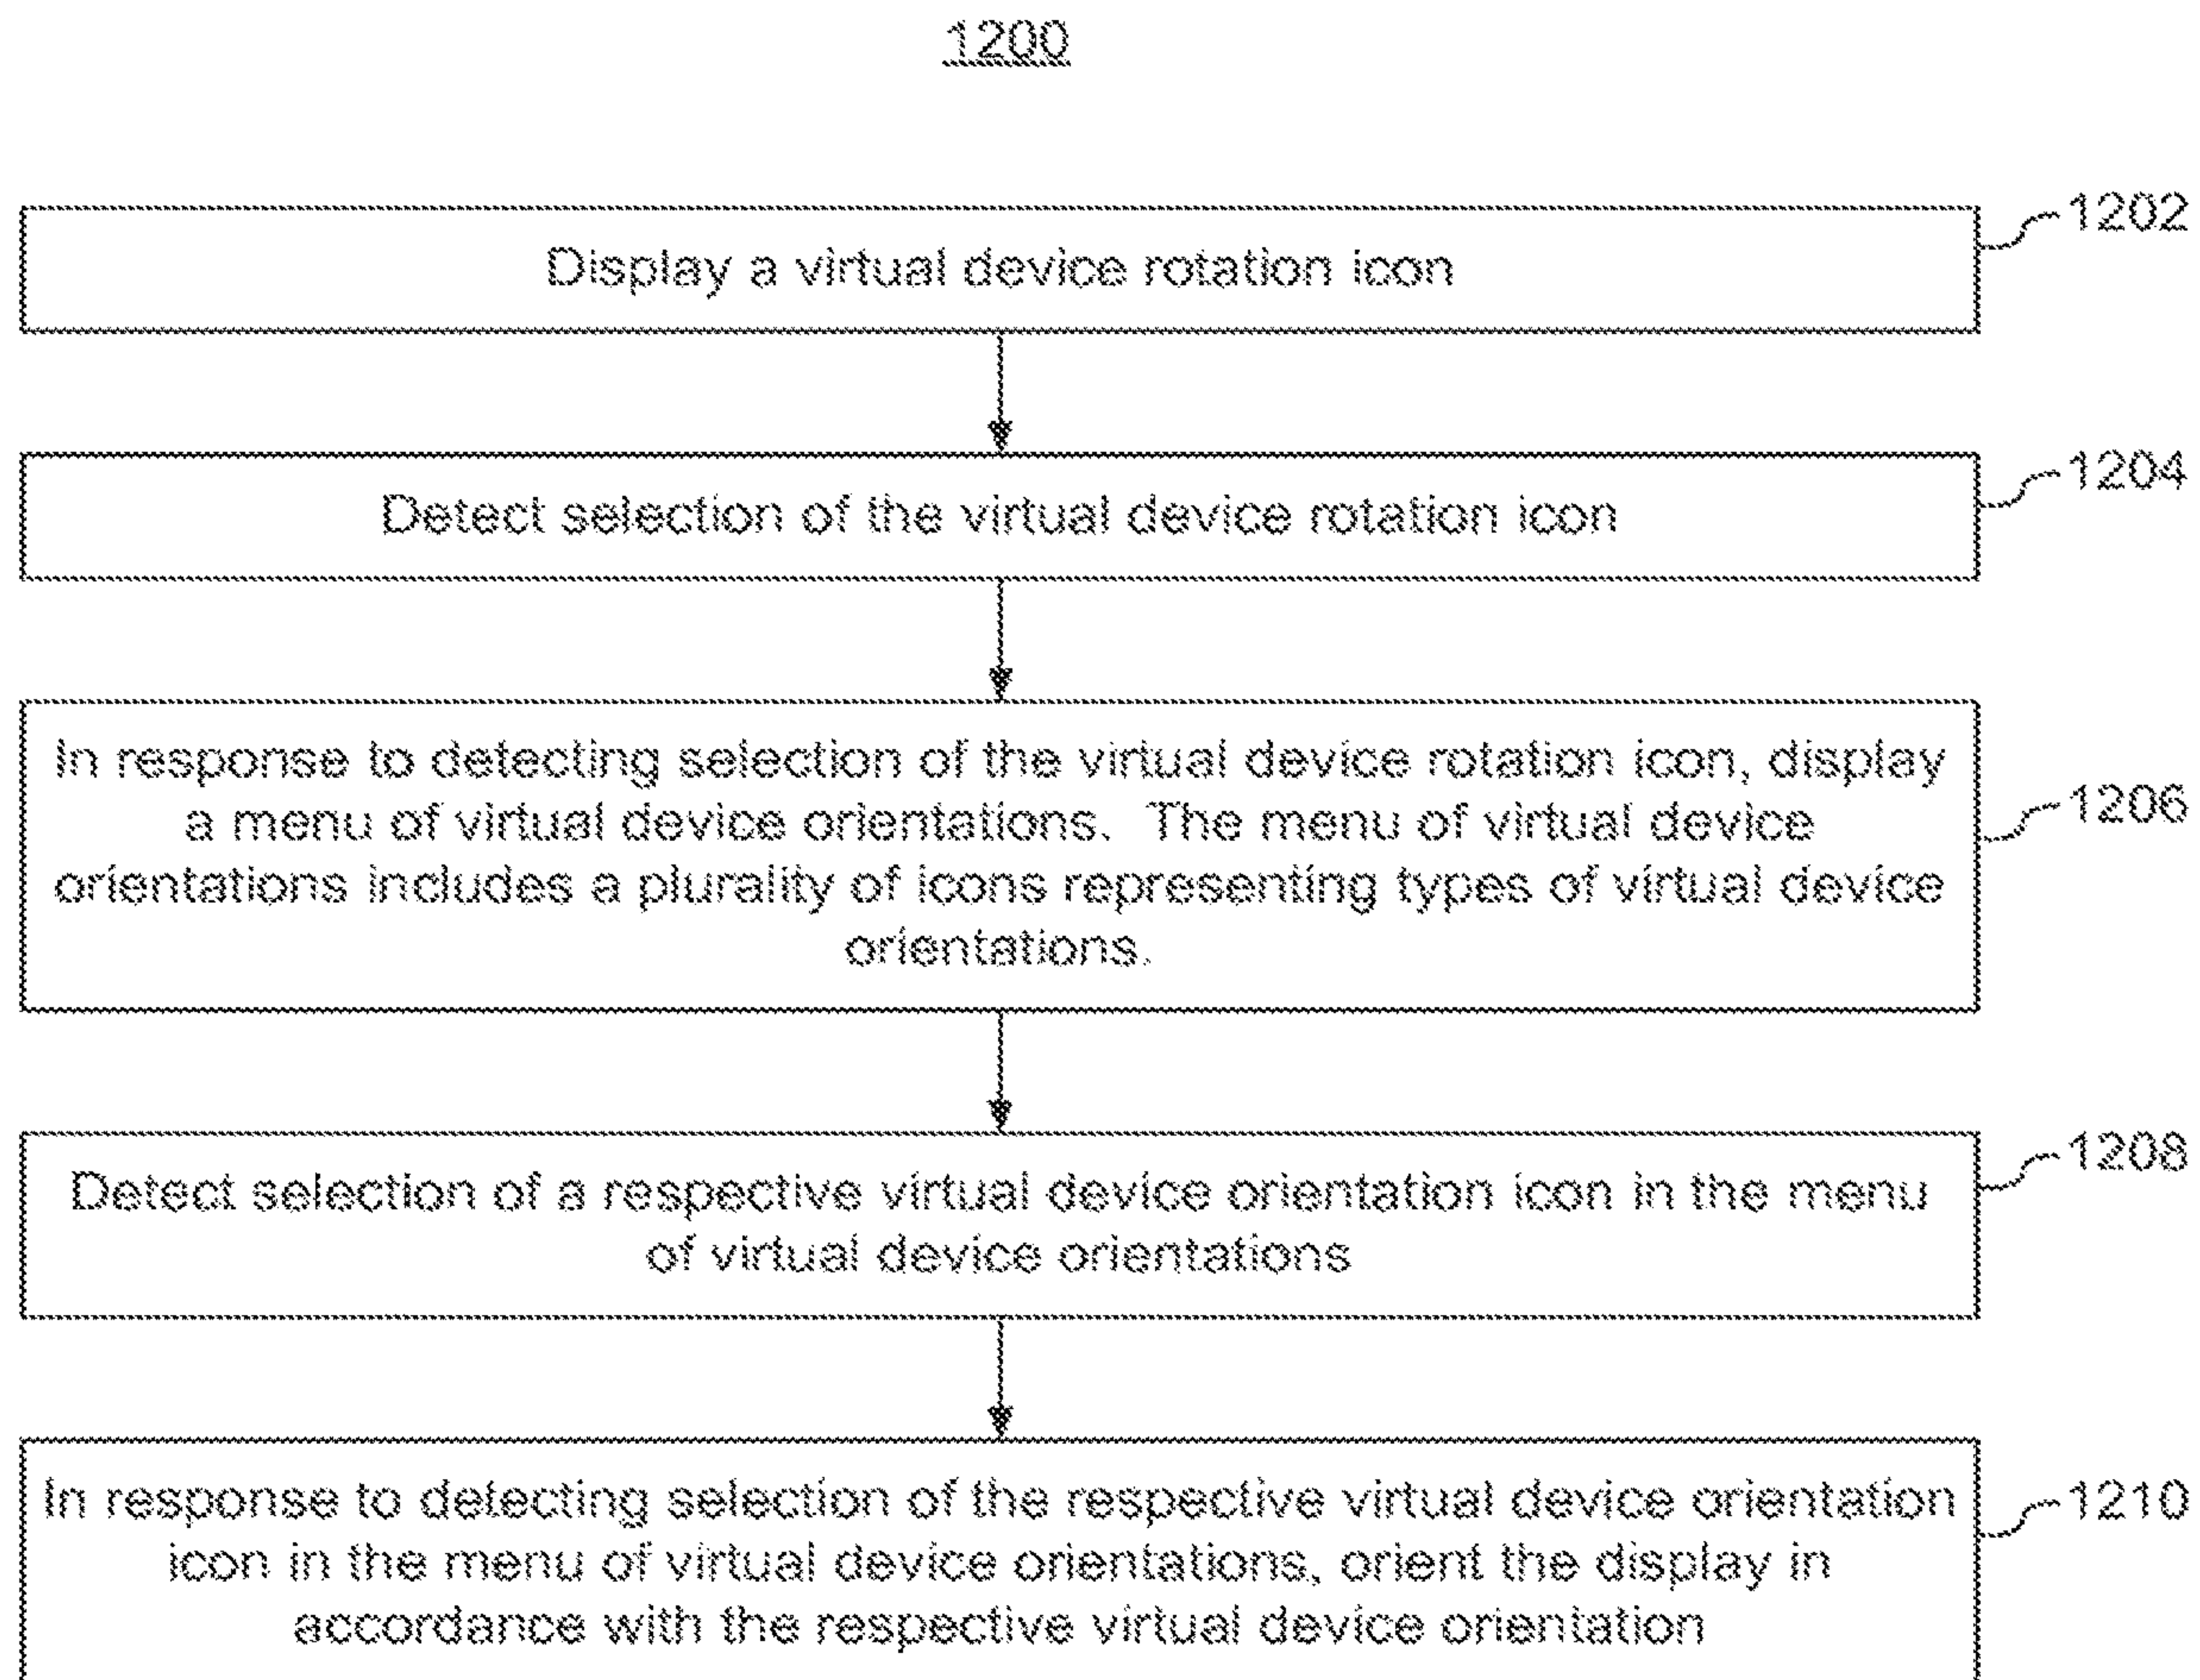 1200
Display a virtual device rotation icon
1202
Detect selection of the virtual device rotation icon
1204
In response to detecting selection of the virtual device rotation icon, display
a menu of virtual device orientations. The menu of virtual device
orientations includes a plurality of icons representing types of virtual device
orientations.
1206
Detect selection of a respective virtual device orientation icon in the menu
of virtual device orientations
1208
In response to detecting selection of the respective virtual device orientation
icon in the menu of virtual device orientations, orient the display in
accordance with the respective virtual device orientation
1210